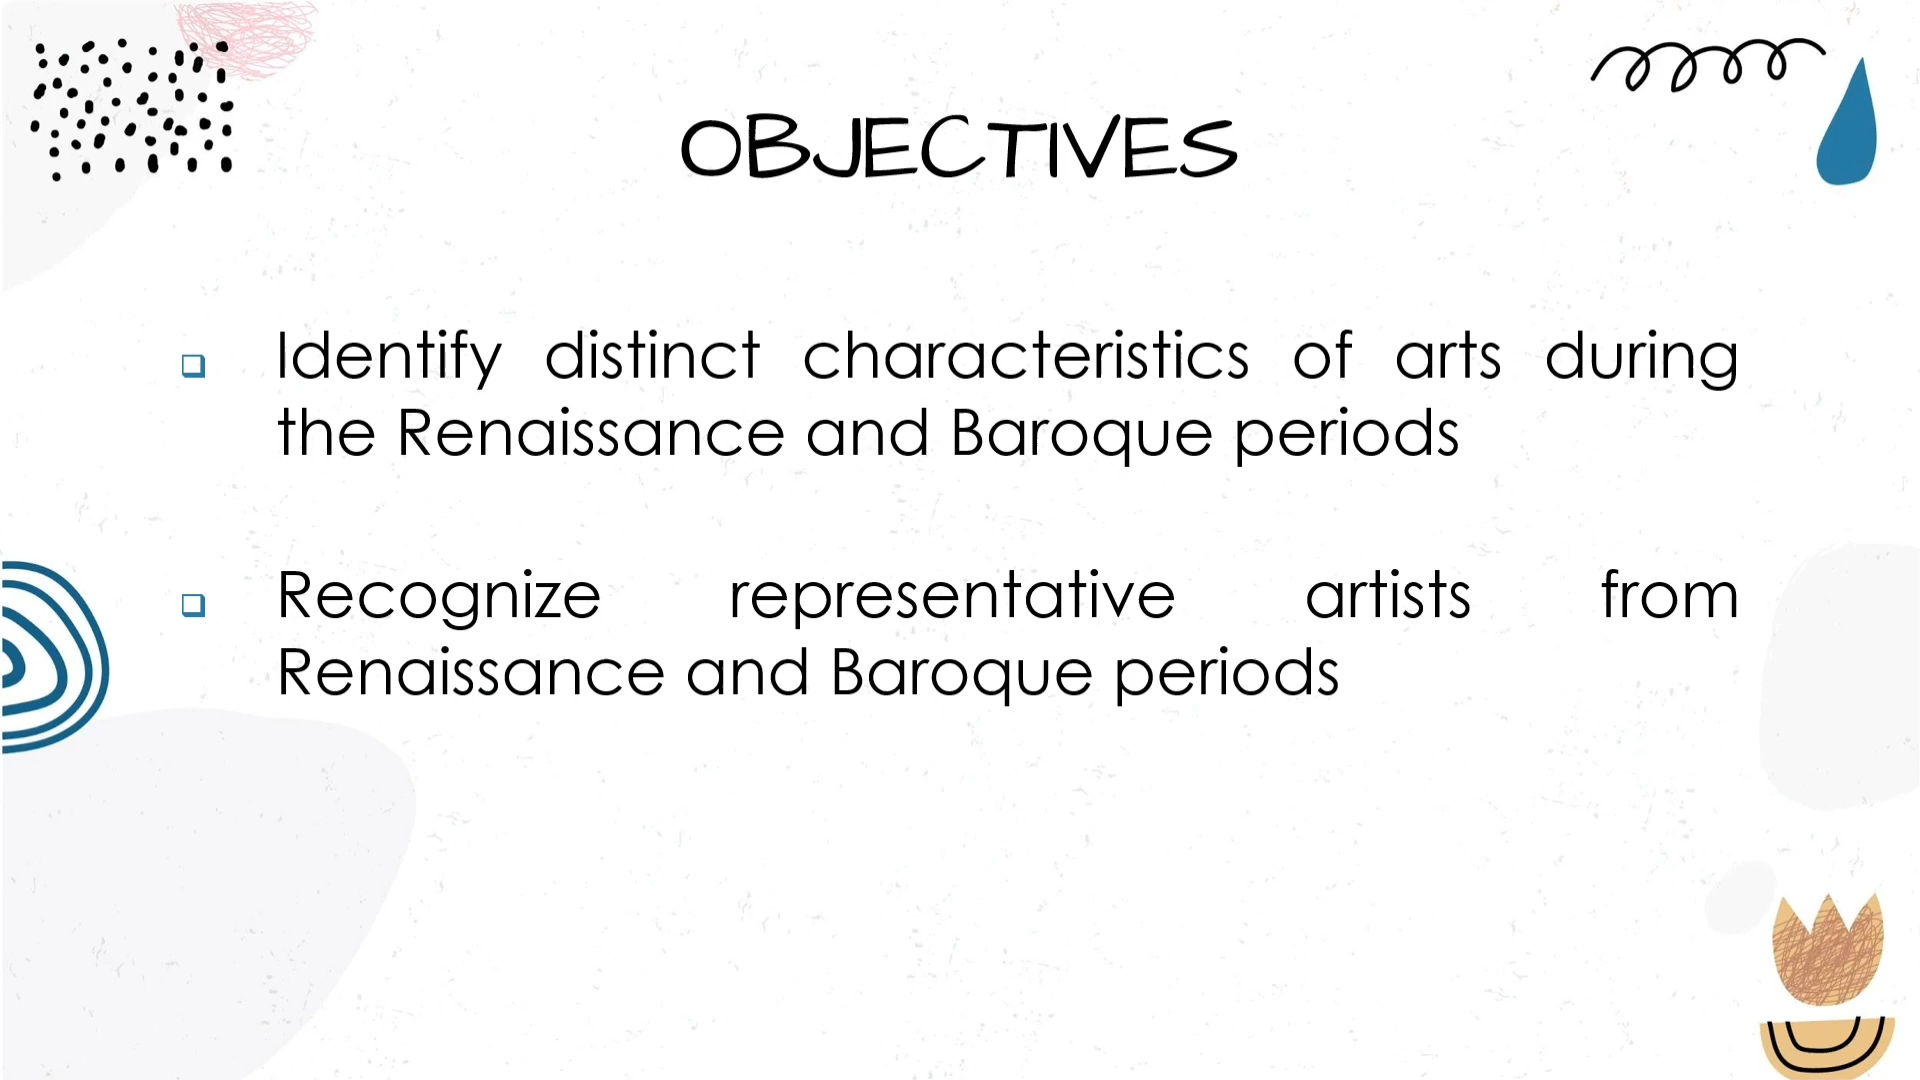 OBJECTIVES
Identify distinct characteristics of arts during
the Renaissance and Baroque periods
Recognize representative artists from
Renaissance and Baroque periods